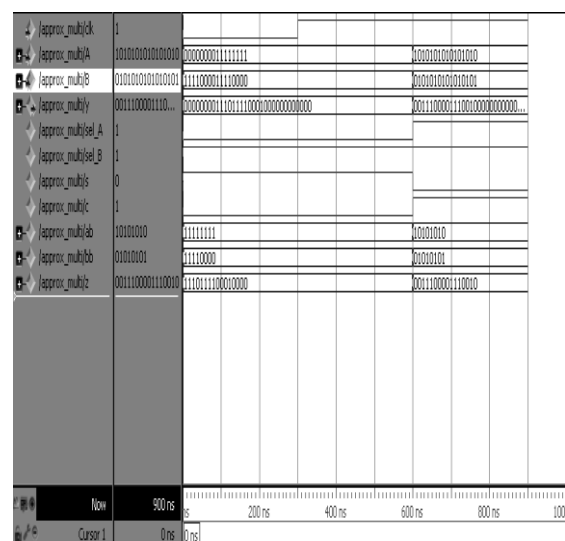 /approx_multi/clk 1
/approx_multi/A 1010101010101010 0000000011111111 1010101010101010
/approx_multi/B 0101010101010101 1111000011110000 0101010101010101
/approx_multi/y 0011100001110... 00000000111011110001000000000000 00111000011100100000000000...
/approx_multi/sel_A 1
/approx_multi/sel_B 1
/approx_multi/s 0
/approx_multi/c 1
/approx_multi/ab 10101010 11111111 10101010
/approx_multi/bb 01010101 11110000 01010101
/approx_multi/z 0011100001110010 1110111100010000 0011100001110010
Now 900 ns ns 200 ns 400 ns 600 ns 800 ns 100
Cursor 1 0 ns 0 ns